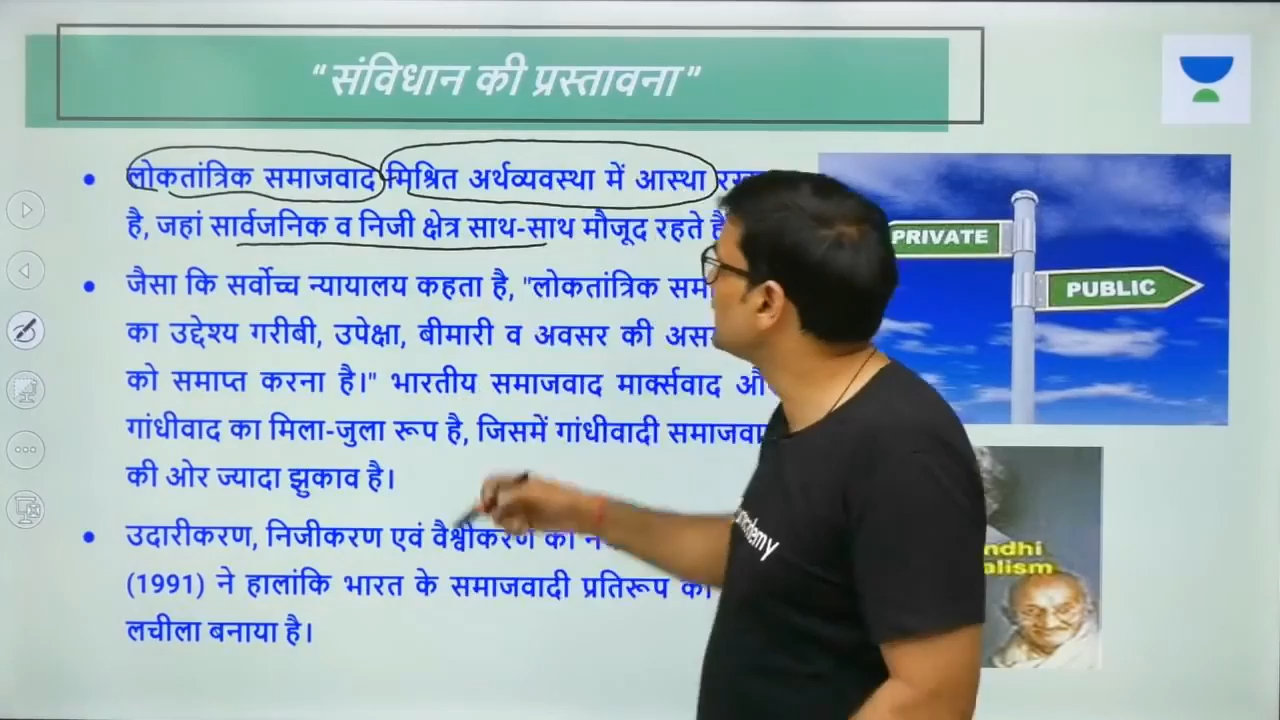 “संविधान की प्रस्तावना”
लोकतांत्रिक समाजवाद मिश्रित अर्थव्यवस्था में आस्था
है, जहां सार्वजनिक व निजी क्षेत्र साथ-साथ मौजूद रहते
जैसा कि सर्वोच्च न्यायालय कहता है, "लोकतांत्रिक
का उद्देश्य गरीबी, उपेक्षा, बीमारी व अवसर की
को समाप्त करना है।" भारतीय समाजवाद मार्क्सवाद
गांधीवाद का मिला-जुला रूप है, जिसमें गांधीवादी
की ओर ज्यादा झुकाव है।
उदारीकरण, निजीकरण एवं वैश्वीकरण की
(1991) ने हालांकि भारत के समाजवादी प्रतिरूप
लचीला बनाया है।
PRIVATE
PUBLIC